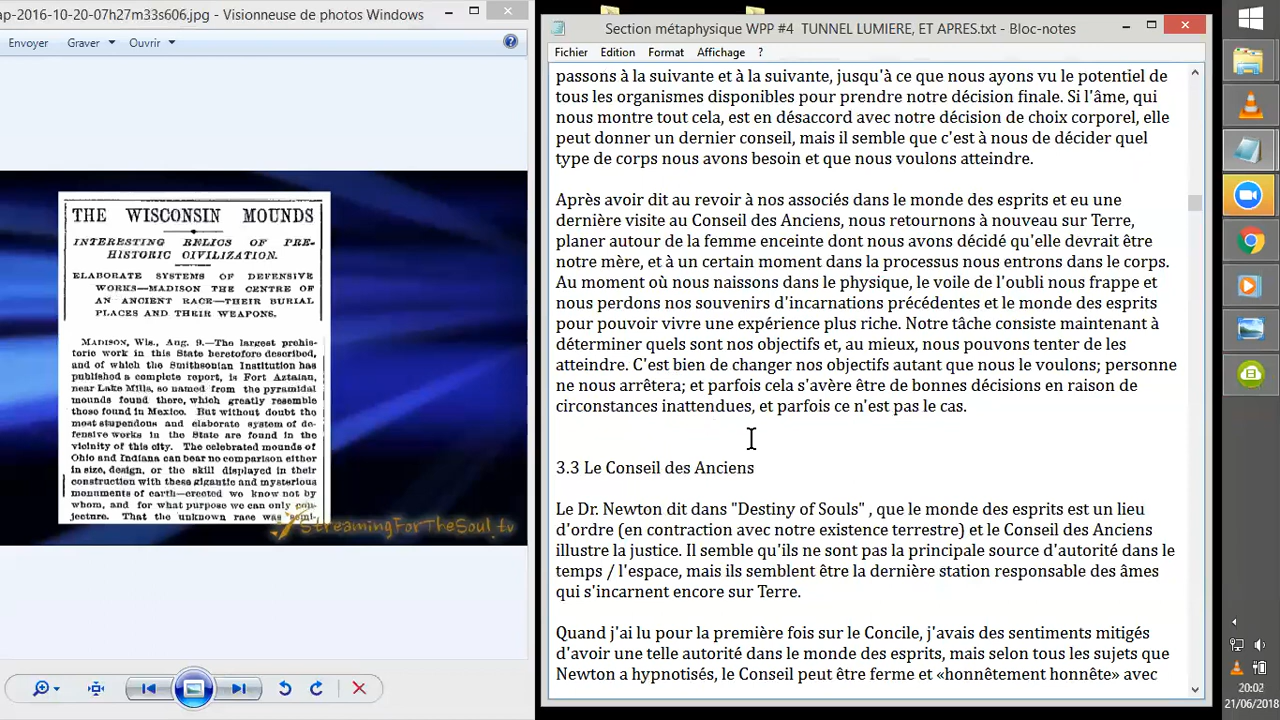 ap-2016-10-20-07h27m33s606.jpg - Visionneuse de photos Windows
Envoyer Graver Ouvrir
THE WISCONSIN MOUNDS
INTERESTING RELICS OF PRE-
HISTORIC CIVILIZATION.
ELABORATE SYSTEMS OF DEFENSIVE
WORKS—MADISON THE CENTRE OF
AN ANCIENT RACE—THEIR BURIAL
PLACES AND THEIR WEAPONS.
MADISON, Wis., Aug. 9.—The largest prehis-
toric work in this State heretofore described,
and of which the Smithsonian Institution has
published a complete report, is Fort Aztalan,
near Lake Mills, so named from the pyramidal
mounds found there, which greatly resemble
those found in Mexico. But without doubt the
most stupendous and elaborate system of de-
fensive works in the State are found in the
vicinity of this city. The celebrated mounds of
Ohio and Indiana can bear no comparison either
in size, design, or the skill displayed in their
construction with these gigantic and mysterious
monuments of earth—erected we know not by
whom, and for what purpose we can only con-
jecture. That the unknown race was
ScreamingForTheSoul.tv
Section métaphysique WPP #4 TUNNEL LUMIERE, ET APRES.txt - Bloc-notes
Fichier Edition Format Affichage ?
passons à la suivante et à la suivante, jusqu'à ce que nous ayons vu le potentiel de
tous les organismes disponibles pour prendre notre décision finale. Si l'âme, qui
nous montre tout cela, est en désaccord avec notre décision de choix corporel, elle
peut donner un dernier conseil, mais il semble que c'est à nous de décider quel
type de corps nous avons besoin et que nous voulons atteindre.
Après avoir dit au revoir à nos associés dans le monde des esprits et eu une
dernière visite au Conseil des Anciens, nous retournons à nouveau sur Terre,
planer autour de la femme enceinte dont nous avons décidé qu'elle devrait être
notre mère, et à un certain moment dans la processus nous entrons dans le corps.
Au moment où nous naissons dans le physique, le voile de l'oubli nous frappe et
nous perdons nos souvenirs d'incarnations précédentes et le monde des esprits
pour pouvoir vivre une expérience plus riche. Notre tâche consiste maintenant à
déterminer quels sont nos objectifs et, au mieux, nous pouvons tenter de les
atteindre. C'est bien de changer nos objectifs autant que nous le voulons; personne
ne nous arrêtera; et parfois cela s'avère être de bonnes décisions en raison de
circonstances inattendues, et parfois ce n'est pas le cas.
3.3 Le Conseil des Anciens
Le Dr. Newton dit dans "Destiny of Souls" , que le monde des esprits est un lieu
d'ordre (en contraction avec notre existence terrestre) et le Conseil des Anciens
illustre la justice. Il semble qu'ils ne sont pas la principale source d'autorité dans le
temps / l'espace, mais ils semblent être la dernière station responsable des âmes
qui s'incarnent encore sur Terre.
Quand j'ai lu pour la première fois sur le Concile, j'avais des sentiments mitigés
d'avoir une telle autorité dans le monde des esprits, mais selon tous les sujets que
Newton a hypnotisés, le Conseil peut être ferme et «honnêtement honnête» avec
20:02
21/06/2018